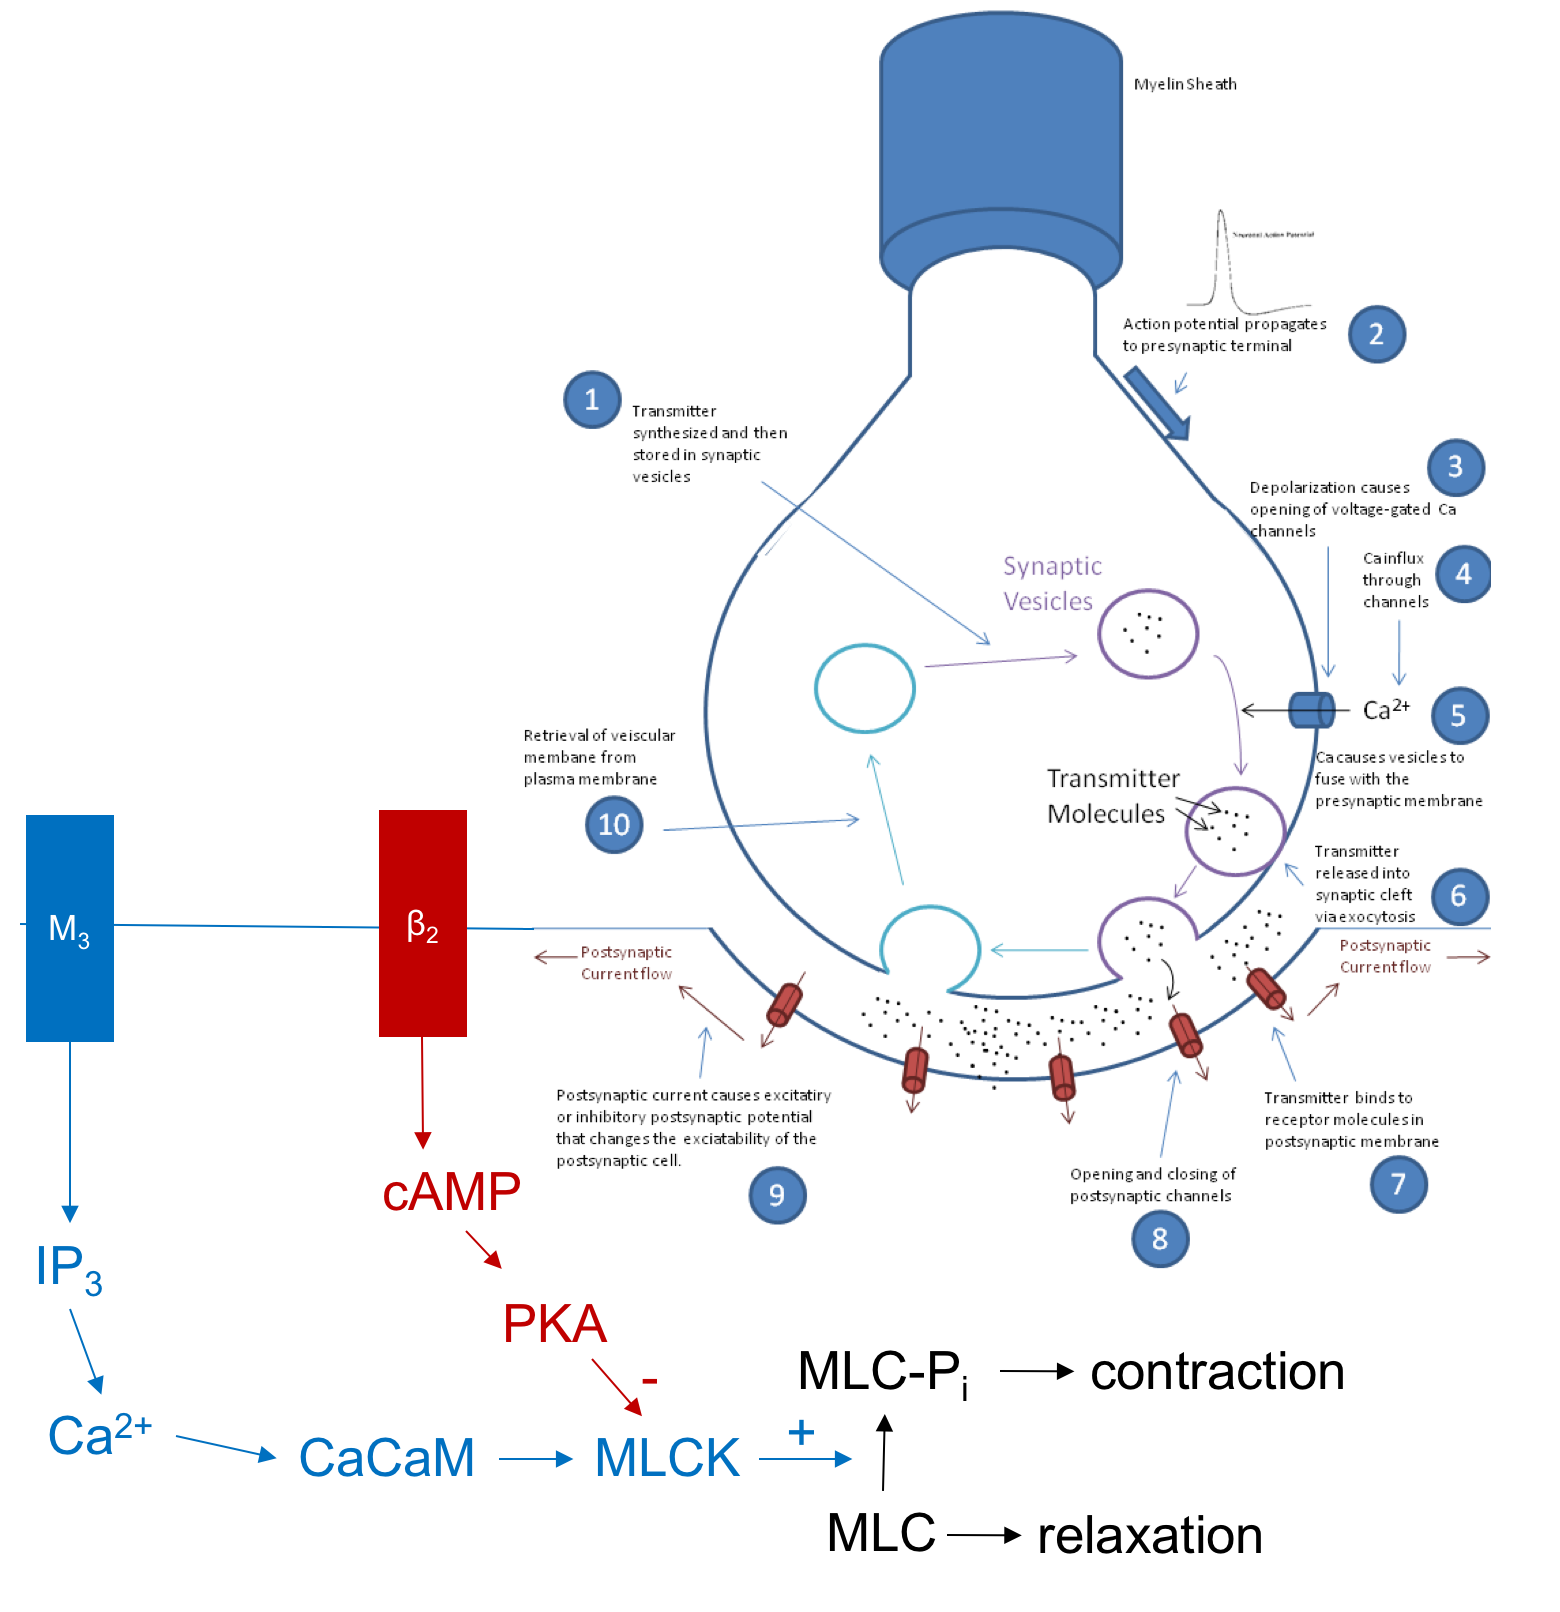 Myelin Sheath
Neuronal Action Potential
Action potential propagates
to presynaptic terminal
2
1
Transmitter
synthesized and then
stored in synaptic
vesicles
3
Depolarization causes
opening of voltage-gated Ca
channels
Ca influx
through
channels
4
Synaptic
Vesicles
Ca2+
5
Ca causes vesicles to
fuse with the
presynaptic membrane
Retrieval of veiscular
membane from
plasma membrane
10
Transmitter
Molecules
Transmitter
released into
synaptic cleft
via exocytosis
6
M3
β2
Postsynaptic
Current flow
Postsynaptic
Current flow
Postsynaptic current causes excitatiry
or inhibitory postsynaptic potential
that changes the exciatability of the
postsynaptic cell.
9
Transmitter binds to
receptor molecules in
postsynaptic membrane
7
Opening and closing of
postsynaptic channels
8
cAMP
IP3
PKA
-
MLC-Pi
contraction
Ca2+
CaCaM
MLCK
+
MLC
relaxation